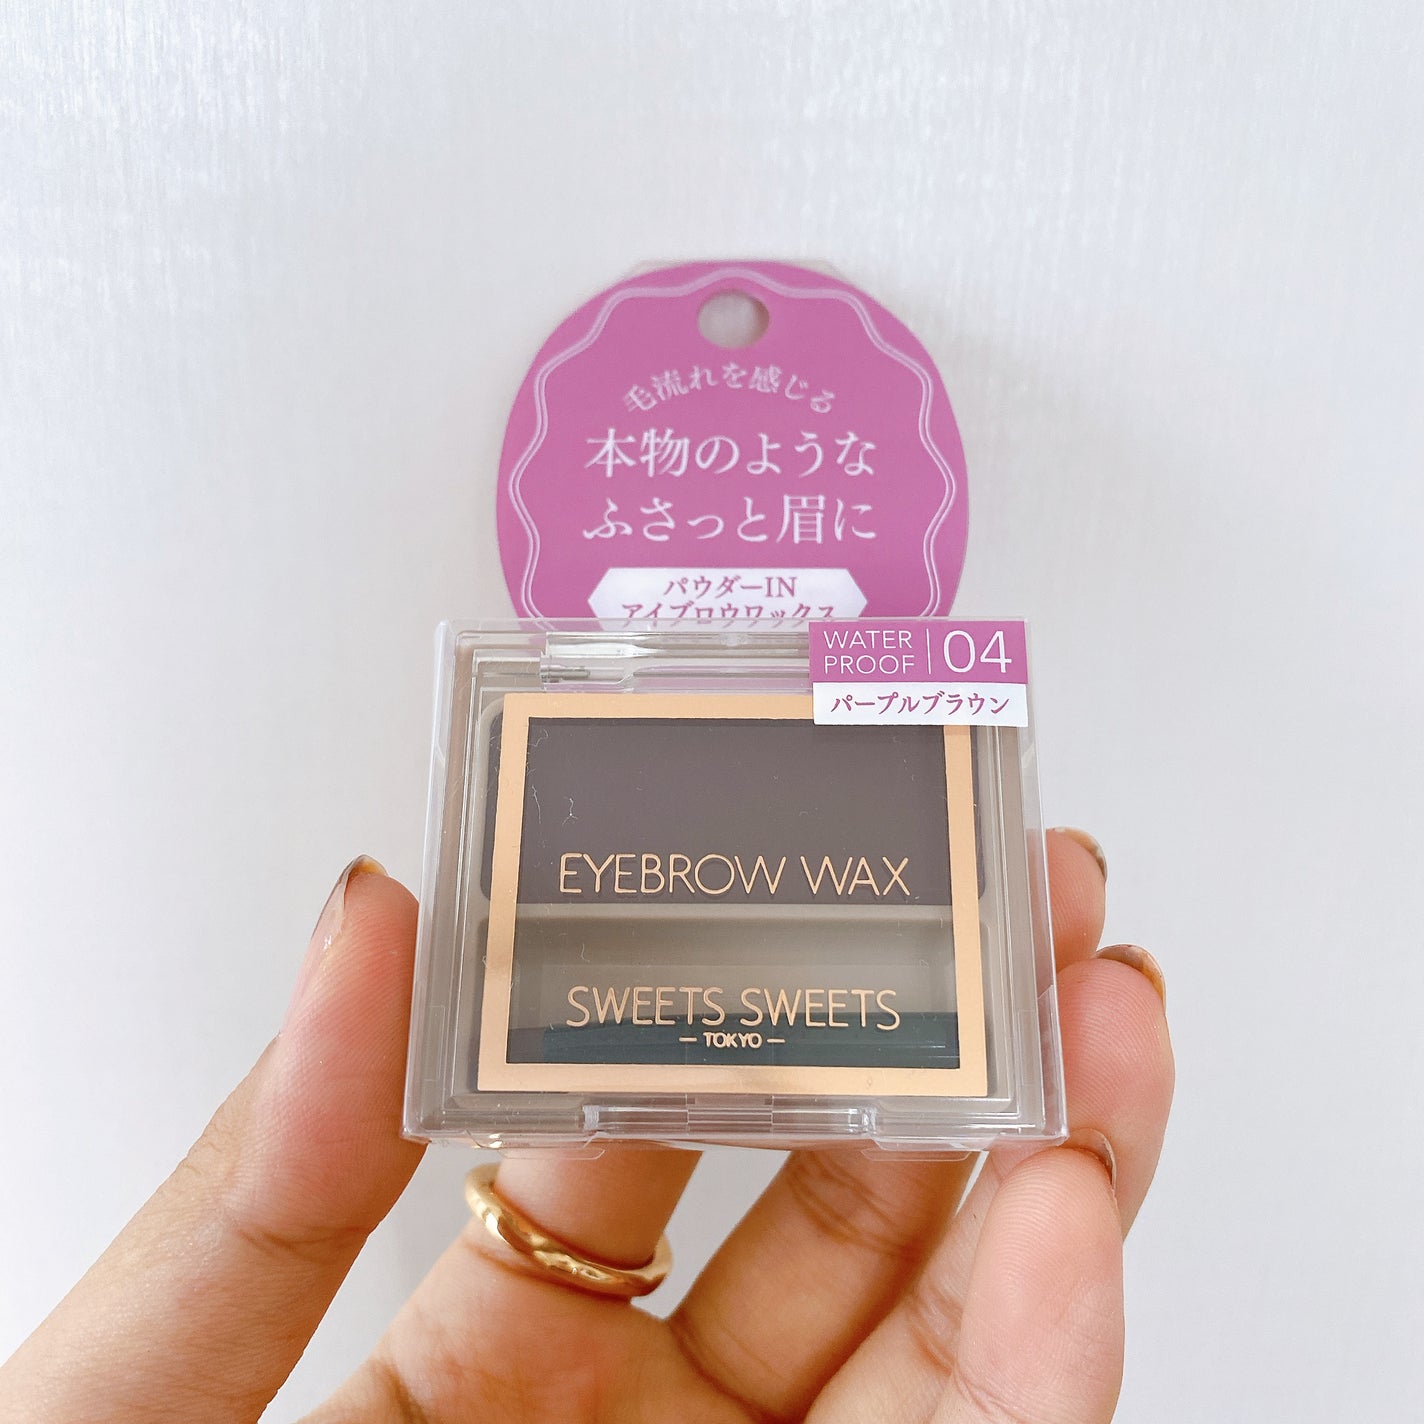 毛流れを感じる
本物のような
ふさっと眉に
パウダーIN
アイブロウワックス
WATER PROOF
04
パープルブラウン
EYEBROW WAX
SWEETS SWEETS
— TOKYO —